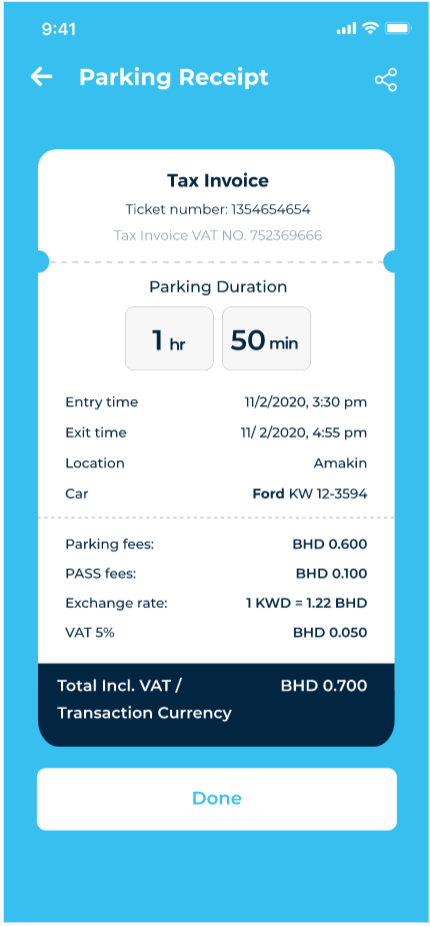 9:41
Parking Receipt
Tax Invoice
Ticket number: 1354654654
Tax Invoice VAT NO. 752369666
Parking Duration
1 hr 50 min
Entry time 11/2/2020, 3:30 pm
Exit time 11/ 2/2020, 4:55 pm
Location Amakin
Car Ford KW 12-3594
Parking fees: BHD 0.600
PASS fees: BHD 0.100
Exchange rate: 1 KWD = 1.22 BHD
VAT 5% BHD 0.050
Total Incl. VAT / BHD 0.700
Transaction Currency
Done